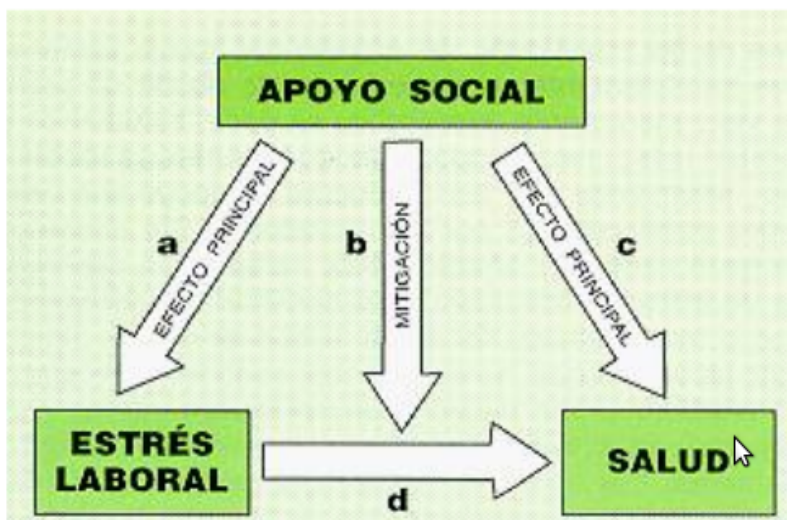 APOYO SOCIAL
a
EFECTO PRINCIPAL
b
MITIGACIÓN
EFECTO PRINCIPAL
c
ESTRÉS
LABORAL
d
SALUD